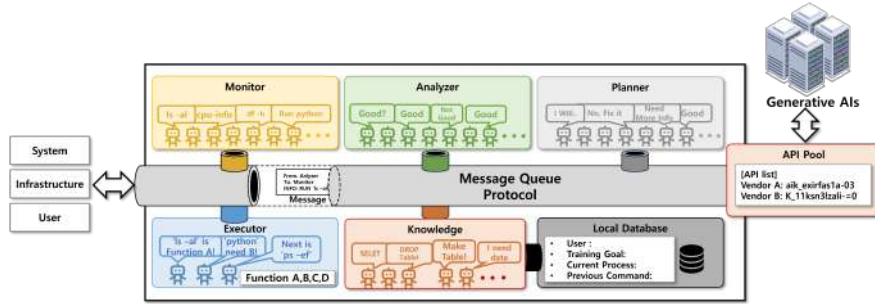 Monitor
ls -al
cpu-info
df -h
Run python
Analyzer
Good?
Good
Not
Good
Good
Planner
I Will..
No, Fix it
Need
More Info
Good
Generative AIs
System
Infrastructure
User
From. Anlyzer
To. Monitor
INFO: RUN 'ls -al'
Message
Message Queue
Protocol
API Pool
[API list]
Vendor A: aik_exirfas1a-03
Vendor B: K_11ksn3lzali-=0
Executor
'ls -al' is
Function A!
'python'
need B!
Next is
'ps -ef'
Function A,B,C,D
Knowledge
DROP
Table!
Make
Table!
I need
data
Local Database
• User :
• Training Goal:
• Current Process:
• Previous Command: